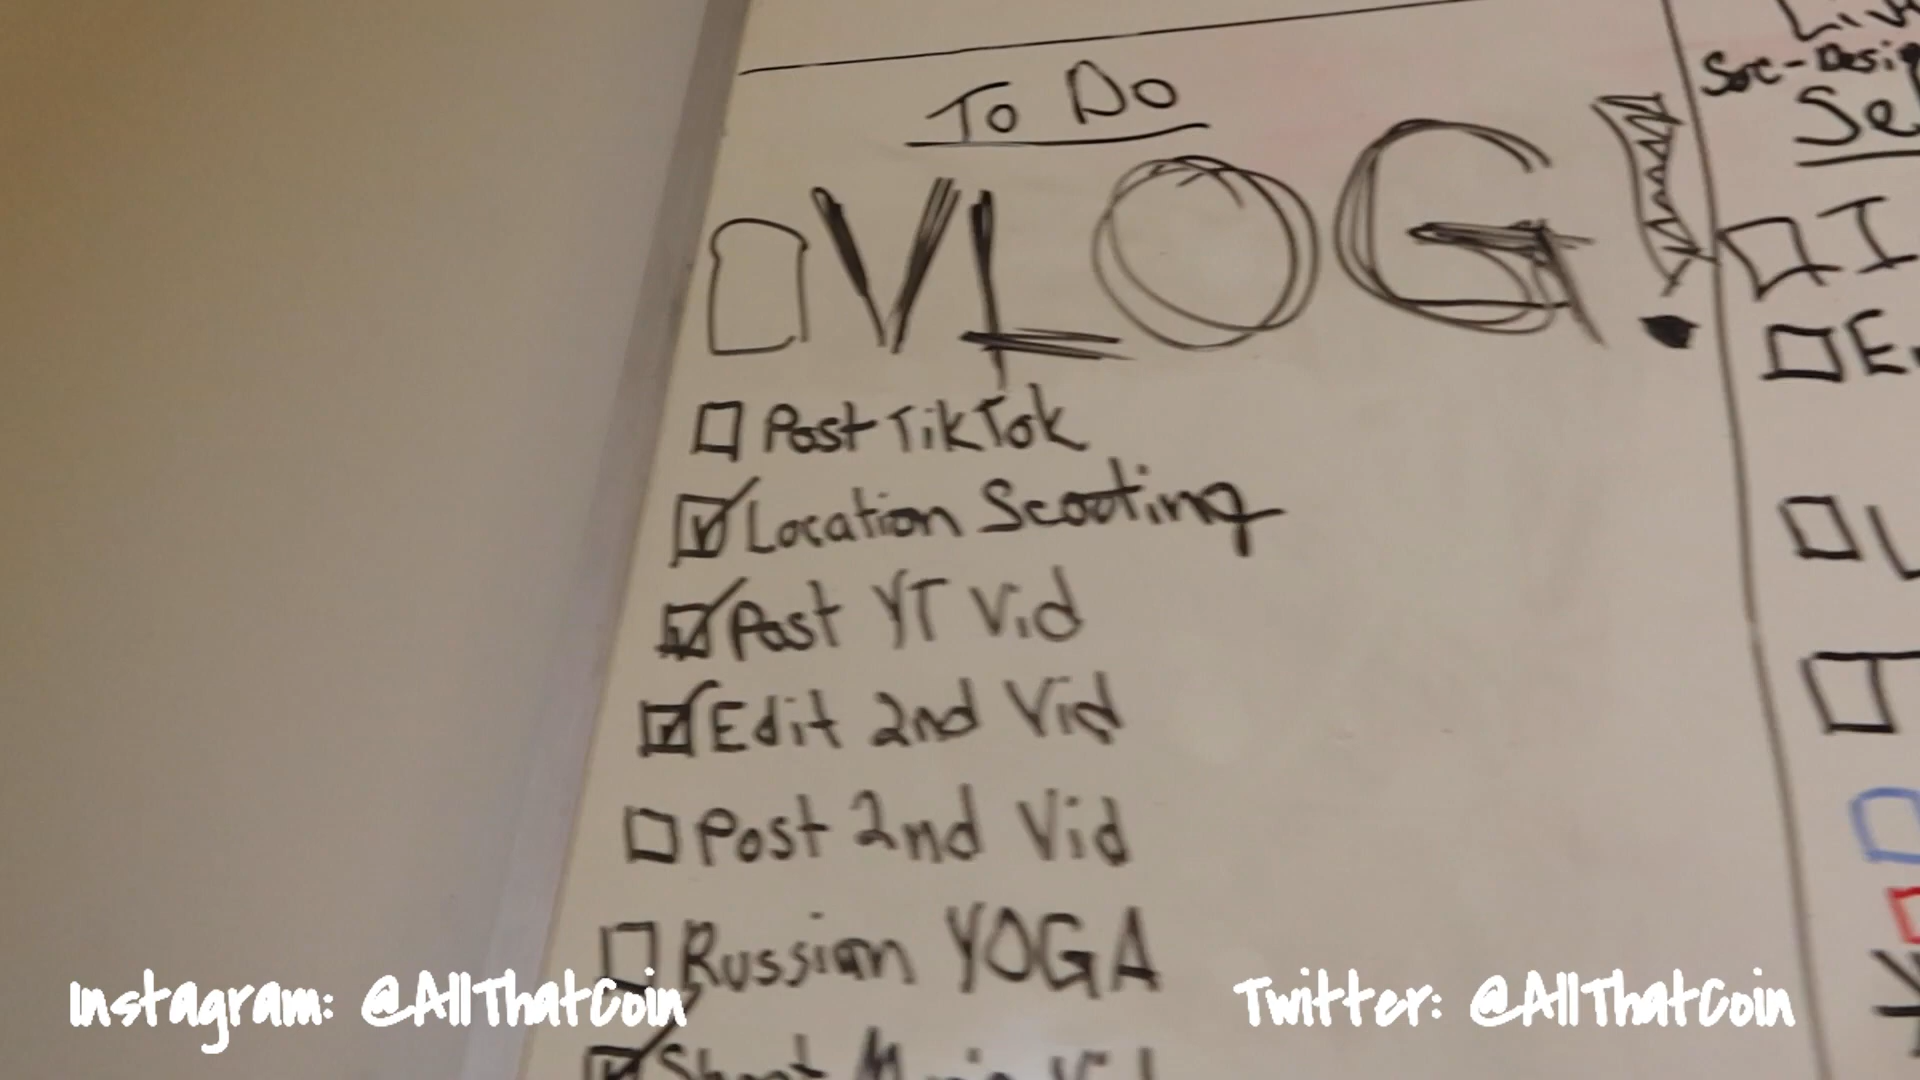 To Do
VLOG!
Post TikTok
Location Scouting
Post YT Vid
Edit 2nd Vid
Post 2nd Vid
Russian YOGA
Instagram: @AllThatCoin
Twitter: @AllThatCoin